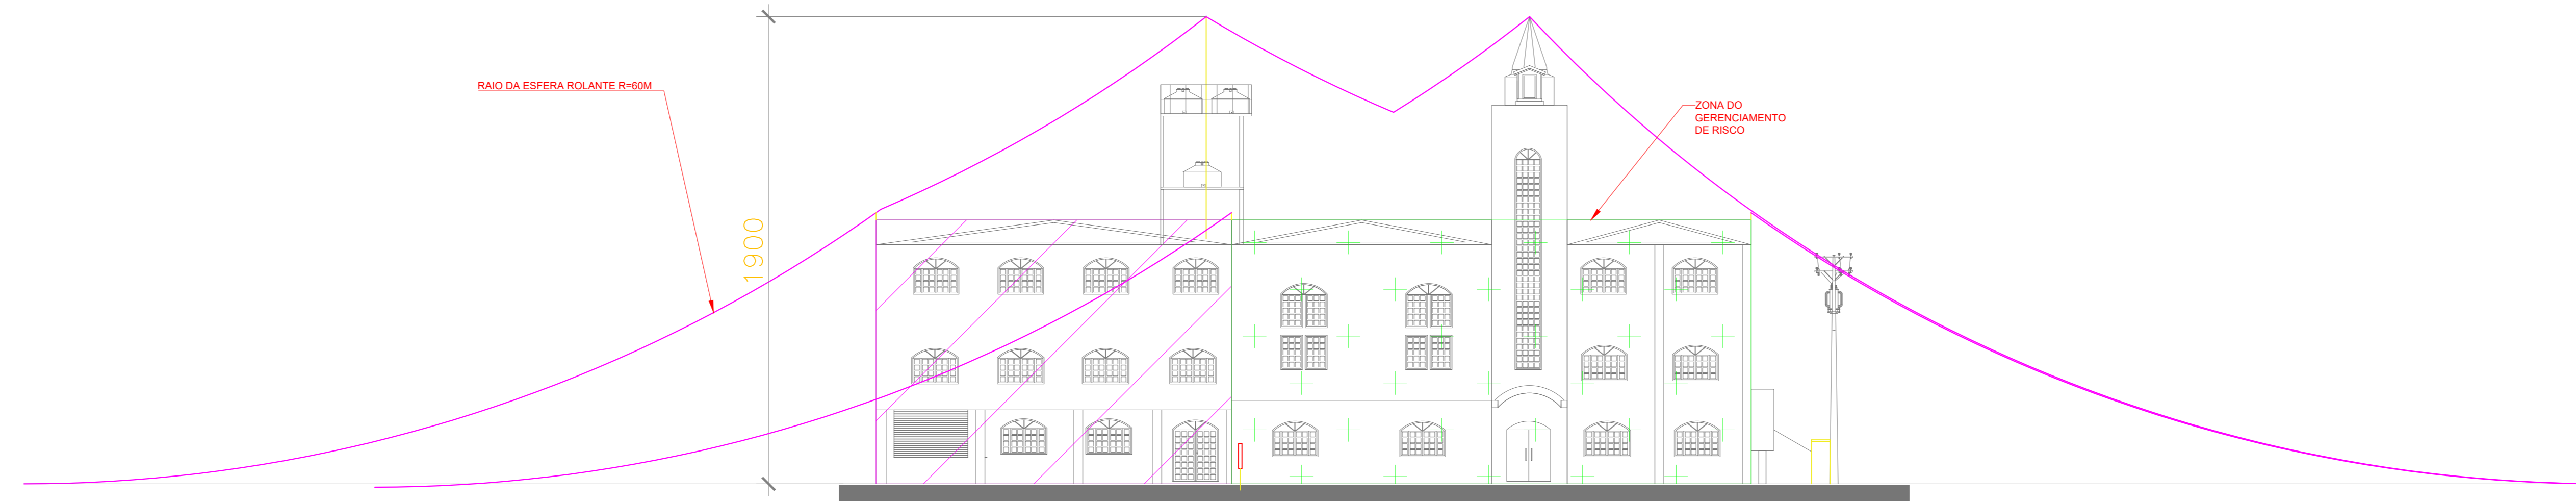 RAIO DA ESFERA ROLANTE R=60M
ZONA DO
GERENCIAMENTO
DE RISCO
1900